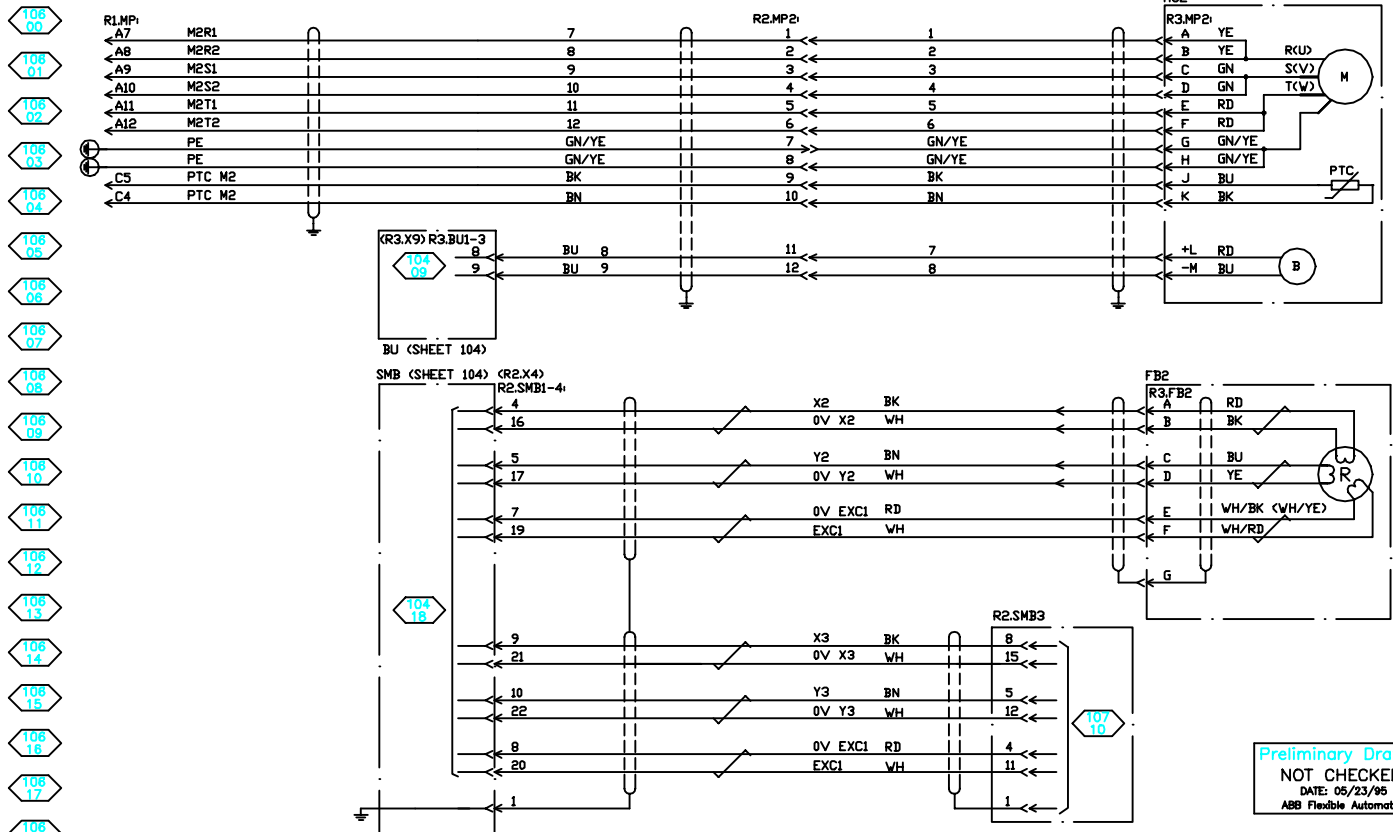 106 00
R1.MP:
R2.MP2:
R3.MP2:
A7 M2R1 7 1 1 A YE
A8 M2R2 8 2 2 B YE R(U)
106 01
A9 M2S1 9 3 3 C GN S(V) M
A10 M2S2 10 4 4 D GN T(W)
106 02
A11 M2T1 11 5 5 E RD
A12 M2T2 12 6 6 F RD
106 03
PE GN/YE 7 GN/YE G GN/YE
PE GN/YE 8 GN/YE H GN/YE
C5 PTC M2 BK 9 BK J BU PTC
106 04
C4 PTC M2 BN 10 BN K BK
106 05
(R3.X9) R3.BU1-3
8 BU 8 11 7 +L RD
104 09
9 BU 9 12 8 -M BU B
106 06
106 07
BU (SHEET 104)
106 08
SMB (SHEET 104) (R2.X4)
R2.SMB1-4:
FB2
R3.FB2
4 X2 BK A RD
106 09
16 0V X2 WH B BK
106 10
5 Y2 BN C BU
17 0V Y2 WH D YE R
106 11
7 0V EXC1 RD E WH/BK (WH/YE)
19 EXC1 WH F WH/RD
106 12
G
106 13
104 18
R2.SMB3
106 14
9 X3 BK 8
21 0V X3 WH 15
106 15
10 Y3 BN 5
22 0V Y3 WH 12
107 10
106 16
8 0V EXC1 RD 4
20 EXC1 WH 11
106 17
1 1
Preliminary
NOT
DATE: 05/23/95
ABB Flexible
106